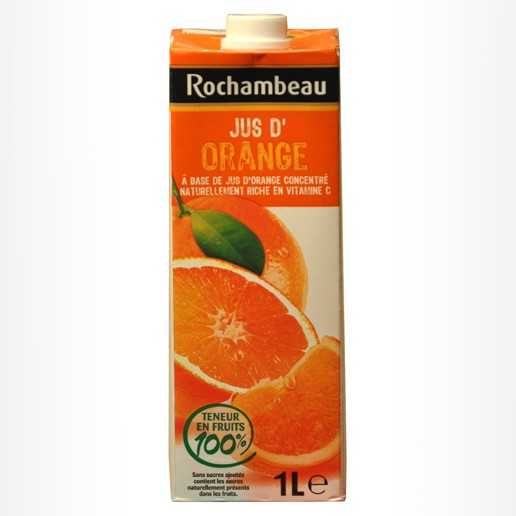 Rochambeau
JUS D'
ORANGE
À BASE DE JUS D'ORANGE CONCENTRÉ
NATURELLEMENT RICHE EN VITAMINE C
TENEUR
EN FRUITS
100%
Sans sucres ajoutés
contient les sucres
naturellement présents
dans les fruits.
1L e